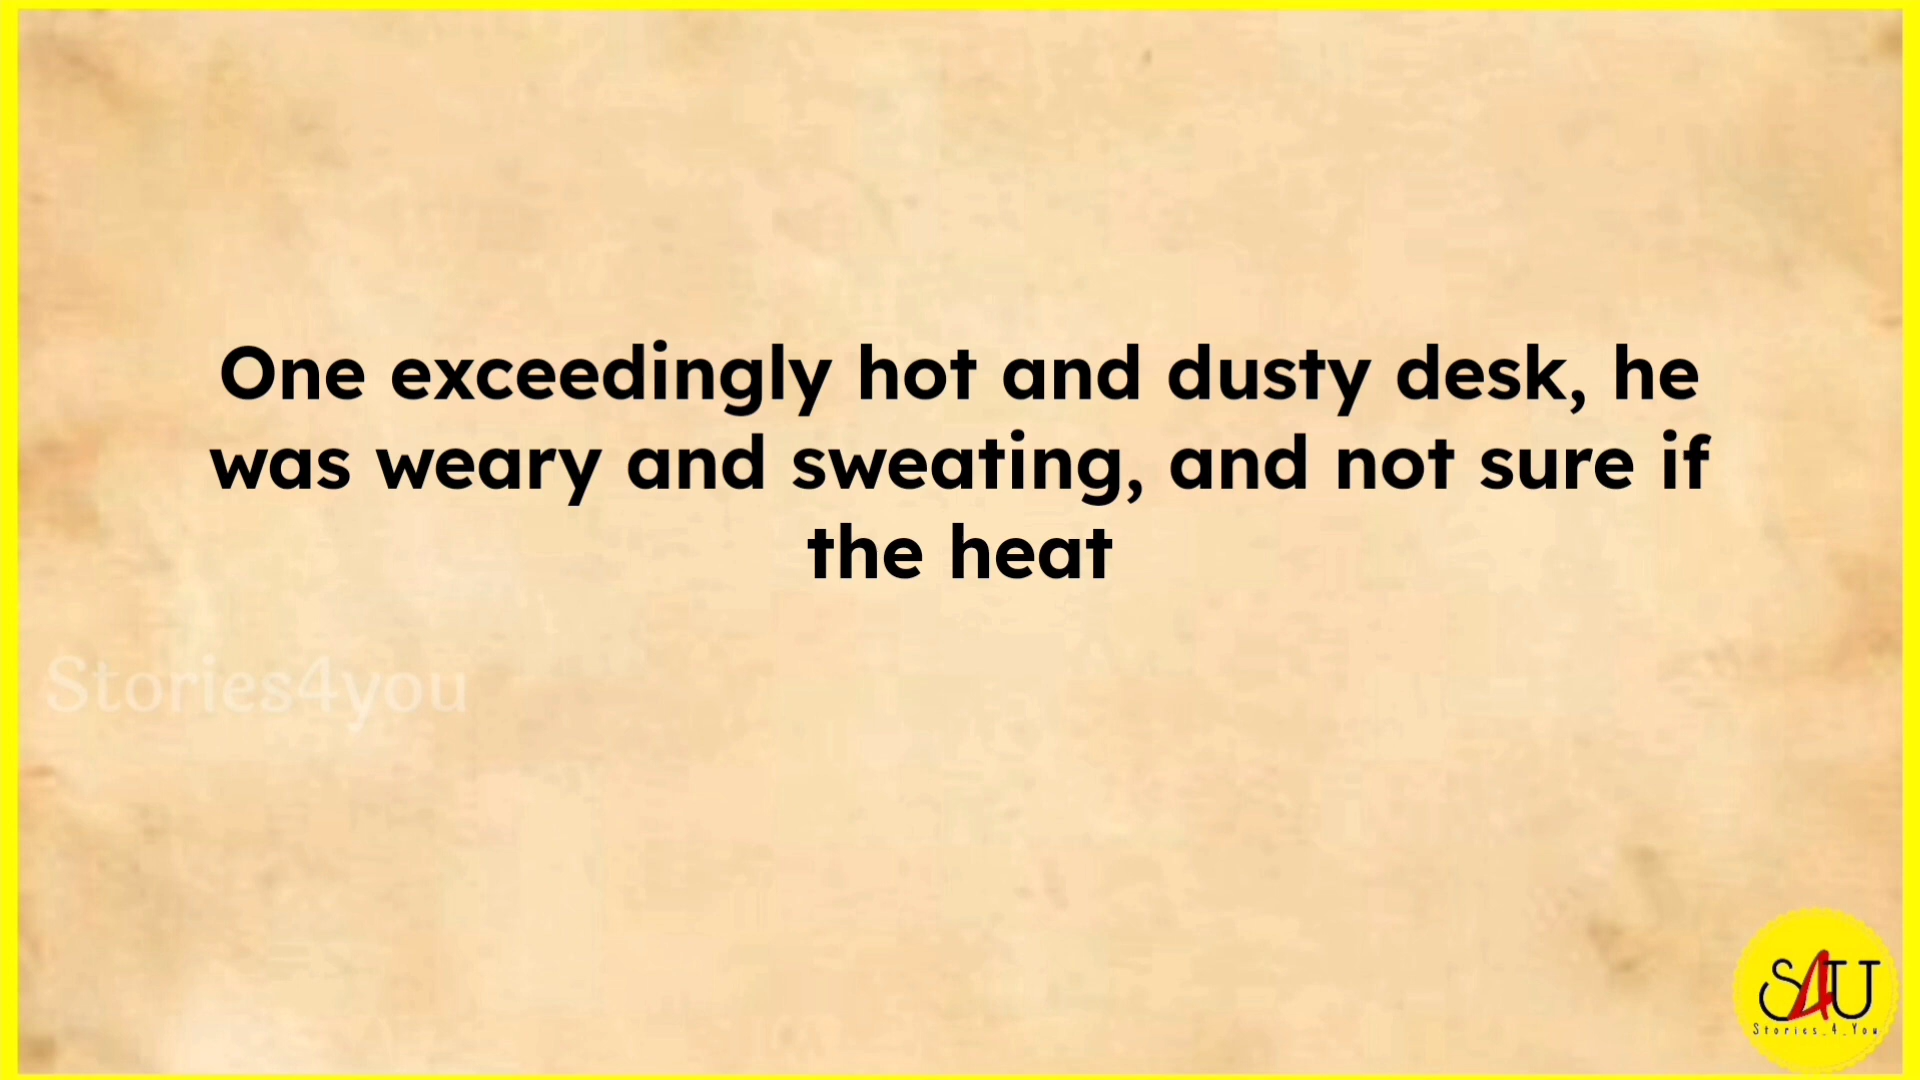 One exceedingly hot and dusty desk, he
was weary and sweating, and not sure if
the heat
Stories4you
S4U
Stories_4_You